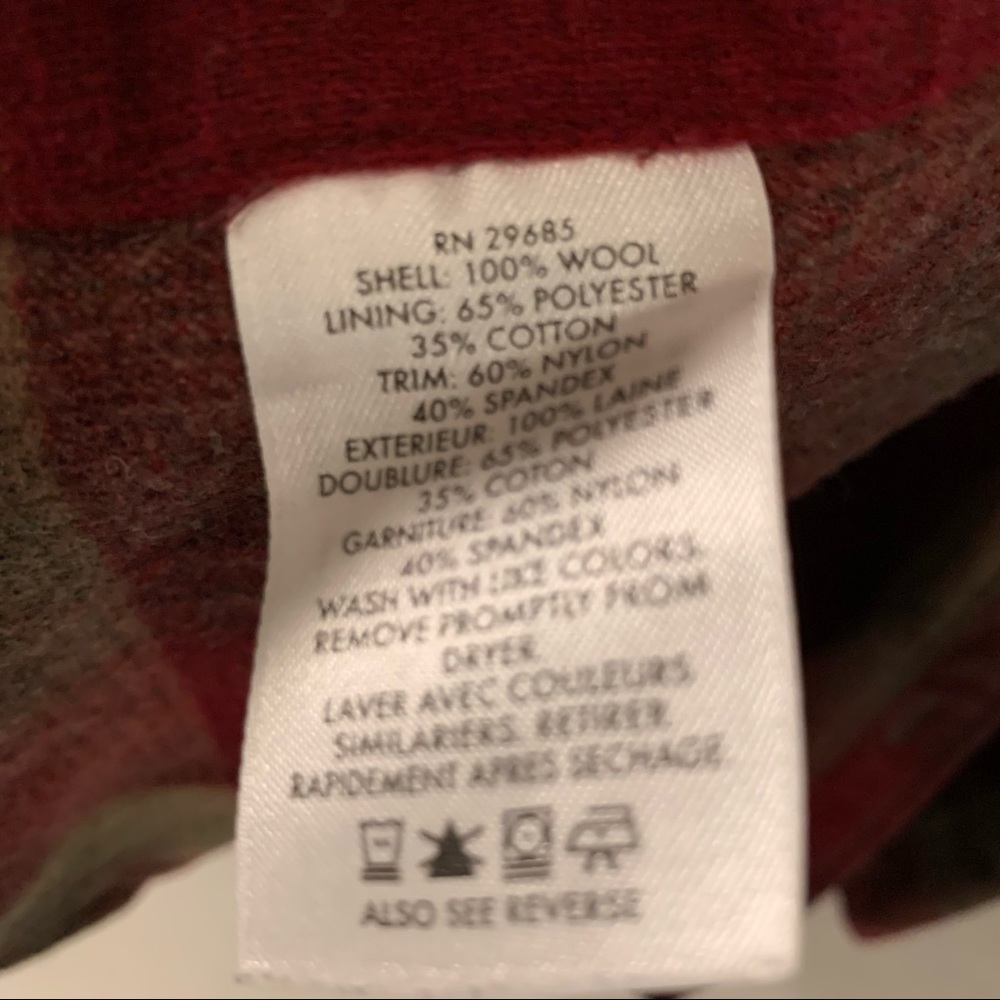 RN 29685
SHELL: 100% WOOL
LINING: 65% POLYESTER
35% COTTON
TRIM: 60% NYLON
40% SPANDEX
EXTERIEUR: 100% LAINE
DOUBLURE: 65% POLYESTER
35% COTON
GARNITURE: 60% NYLON
40% SPANDEX
WASH WITH LIKE COLORS.
REMOVE PROMPTLY FROM
DRYER.
LAVER AVEC COULEURS
SIMILARIERS. RETIRER
RAPIDEMENT APRES SECHAGE.
ALSO SEE REVERSE